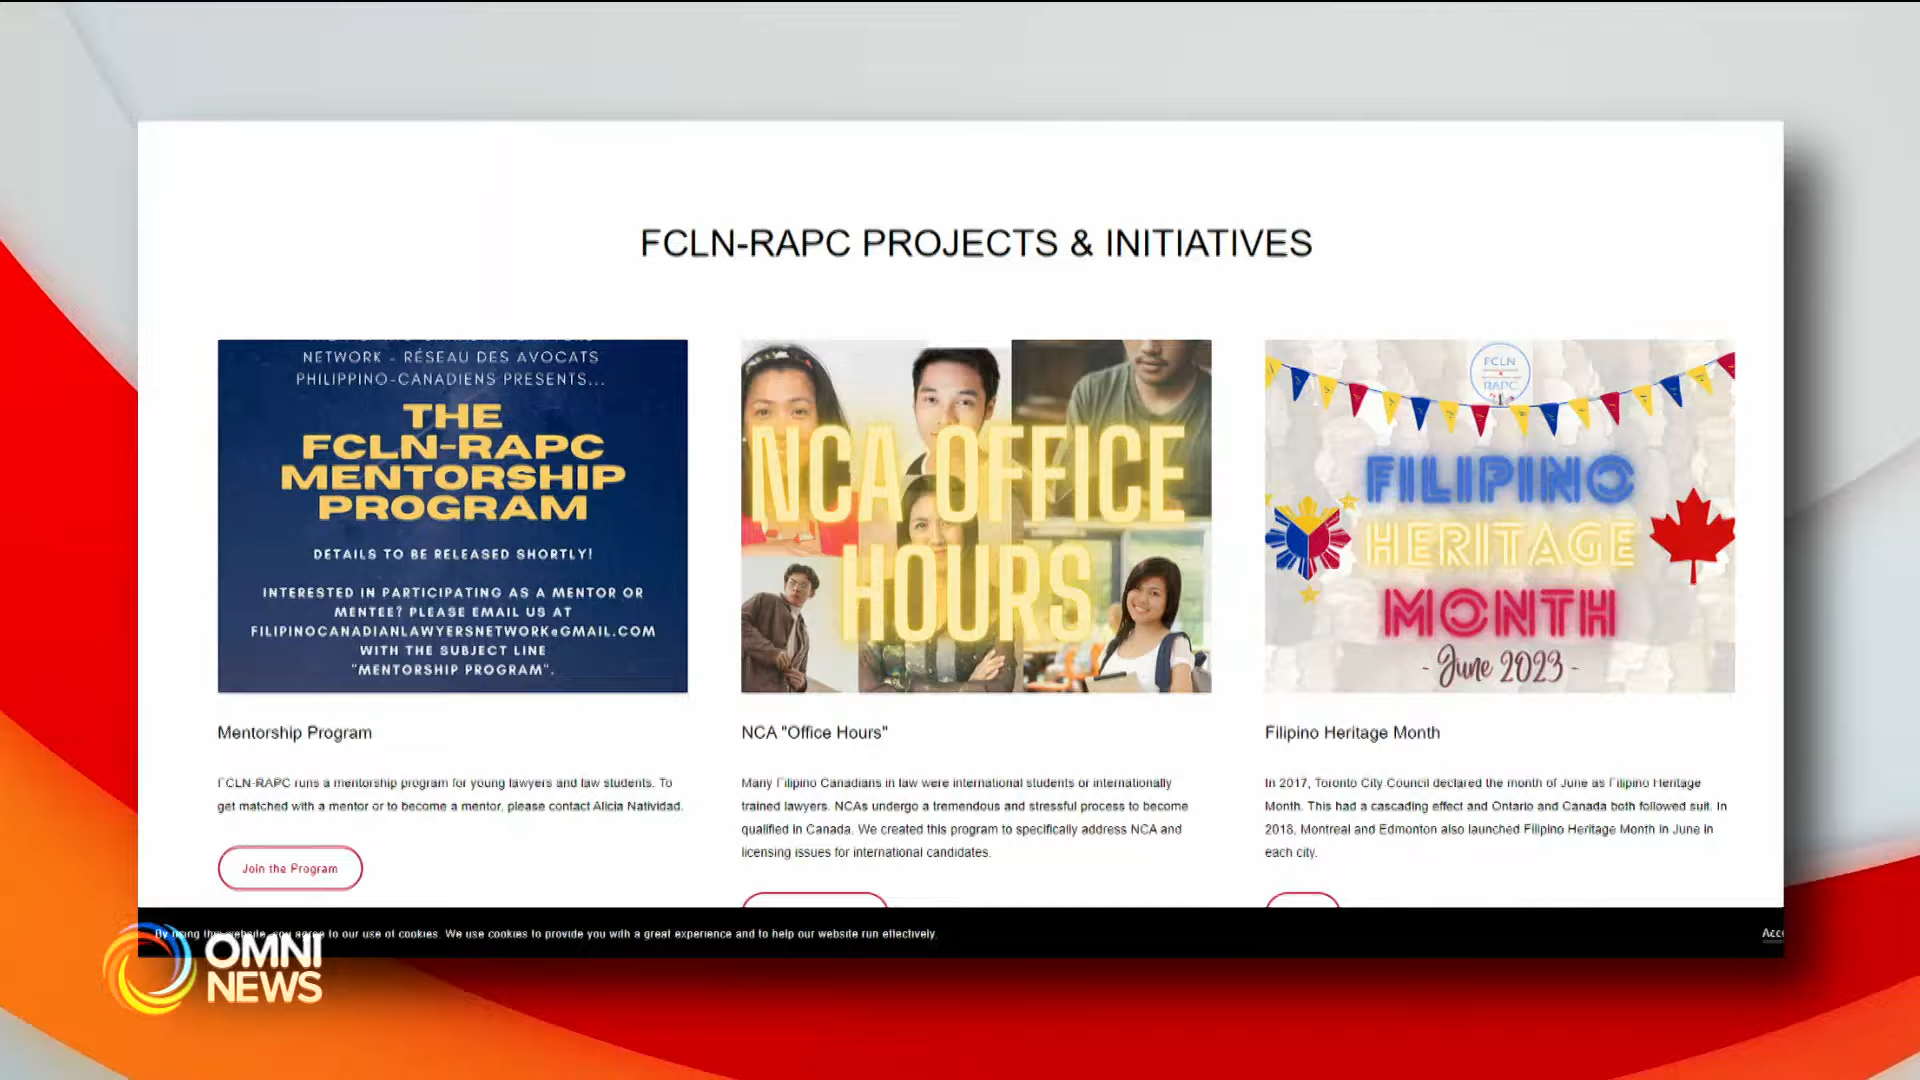 FCLN-RAPC PROJECTS & INITIATIVES
NETWORK - RÉSEAU DES AVOCATS
PHILIPPINO-CANADIENS PRESENTS...
THE
FCLN-RAPC
MENTORSHIP
PROGRAM
DETAILS TO BE RELEASED SHORTLY!
INTERESTED IN PARTICIPATING AS A MENTOR OR
MENTEE? PLEASE EMAIL US AT
FILIPINOCANADIANLAWYERSNETWORK@GMAIL.COM
WITH THE SUBJECT LINE
"MENTORSHIP PROGRAM".
Mentorship Program
FCLN-RAPC runs a mentorship program for young lawyers and law students. To
get matched with a mentor or to become a mentor, please contact Alicia Natividad.
Join the Program
NCA OFFICE
HOURS
NCA "Office Hours"
Many Filipino Canadians in law were international students or internationally
trained lawyers. NCAs undergo a tremendous and stressful process to become
qualified in Canada. We created this program to specifically address NCA and
licensing issues for international candidates.
FCLN
RAPC
FILIPINO
HERITAGE
MONTH
- June 2023 -
Filipino Heritage Month
In 2017, Toronto City Council declared the month of June as Filipino Heritage
Month. This had a cascading effect and Ontario and Canada both followed suit. In
2018, Montreal and Edmonton also launched Filipino Heritage Month in June in
each city.
By using this website, you agree to our use of cookies. We use cookies to provide you with a great experience and to help our website run effectively.
OMNI
NEWS